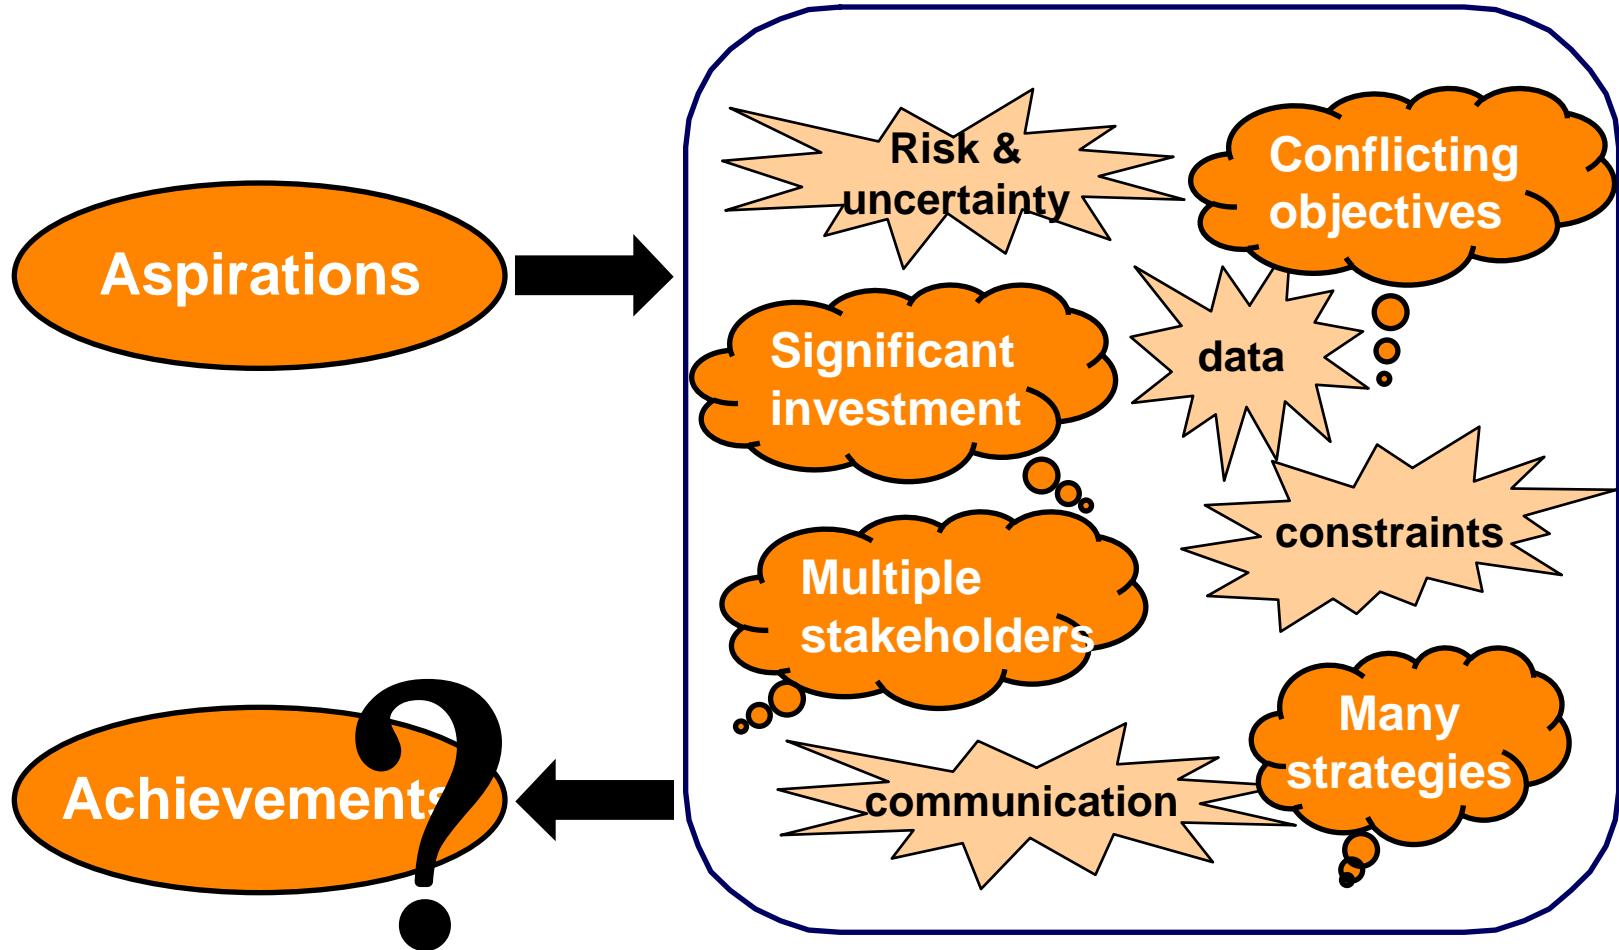 Aspirations
Risk &
uncertainty
Conflicting
objectives
Significant
investment
data
constraints
Multiple
stakeholders
Many
strategies
communication
Achievements
?